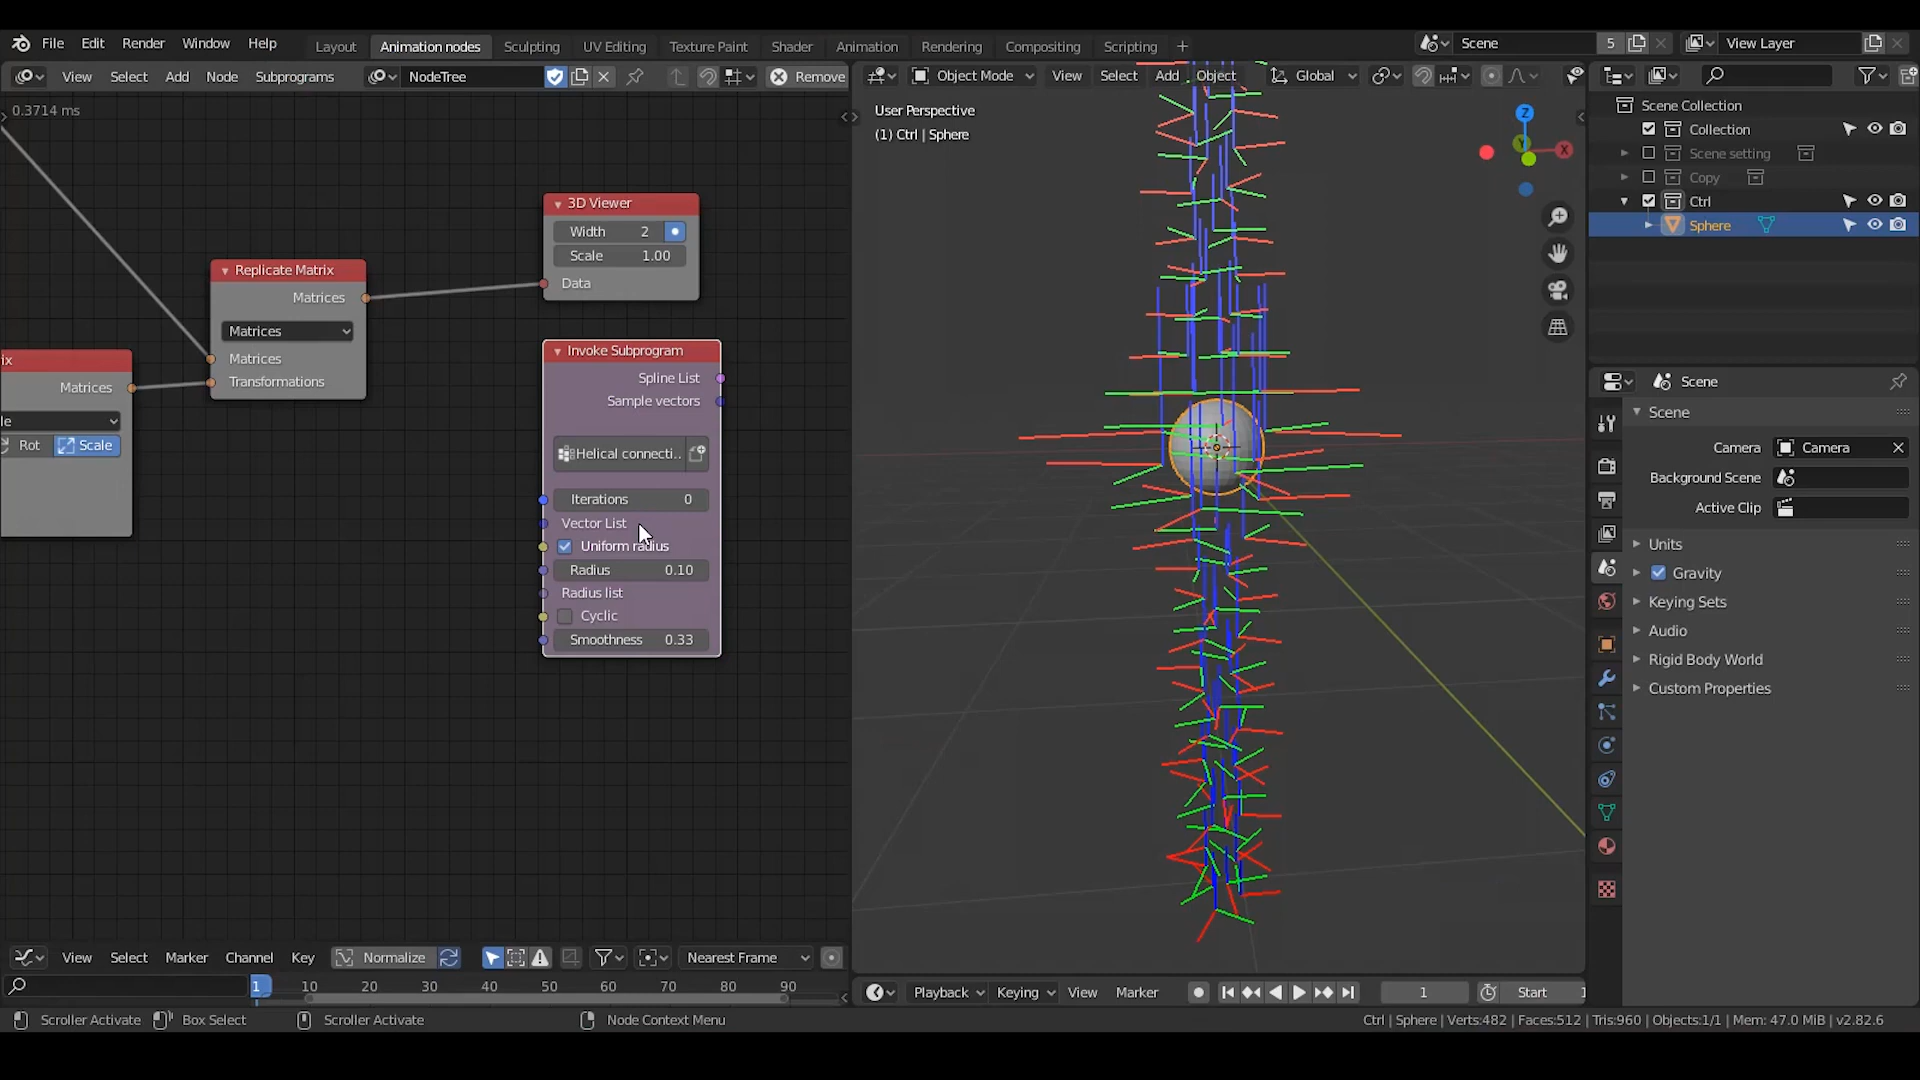 File Edit Render Window Help
Layout Animation nodes Sculpting UV Editing Texture Paint Shader Animation Rendering Compositing Scripting +
Scene 5 View Layer
View Select Add Node Subprograms NodeTree Remove
Object Mode View Select Add Object Global
0.3714 ms
User Perspective
(1) Ctrl | Sphere
Z
Y
X
3D Viewer
Width 2
Scale 1.00
Data
Replicate Matrix
Matrices
Matrices
Matrices
Transformations
ix
Matrices
le
Rot Scale
Invoke Subprogram
Spline List
Sample vectors
Helical connecti..
Iterations 0
Vector List
Uniform radius
Radius 0.10
Radius list
Cyclic
Smoothness 0.33
Scene Collection
Collection
Scene setting
Copy
Ctrl
Sphere
Scene
Scene
Camera Camera
Background Scene
Active Clip
Units
Gravity
Keying Sets
Audio
Rigid Body World
Custom Properties
View Select Marker Channel Key Normalize Nearest Frame
1 10 20 30 40 50 60 70 80 90
Playback Keying View Marker 1 Start 1
Scroller Activate Box Select Scroller Activate Node Context Menu
Ctrl | Sphere | Verts:482 | Faces:512 | Tris:960 | Objects:1/1 | Mem: 47.0 MiB | v2.82.6